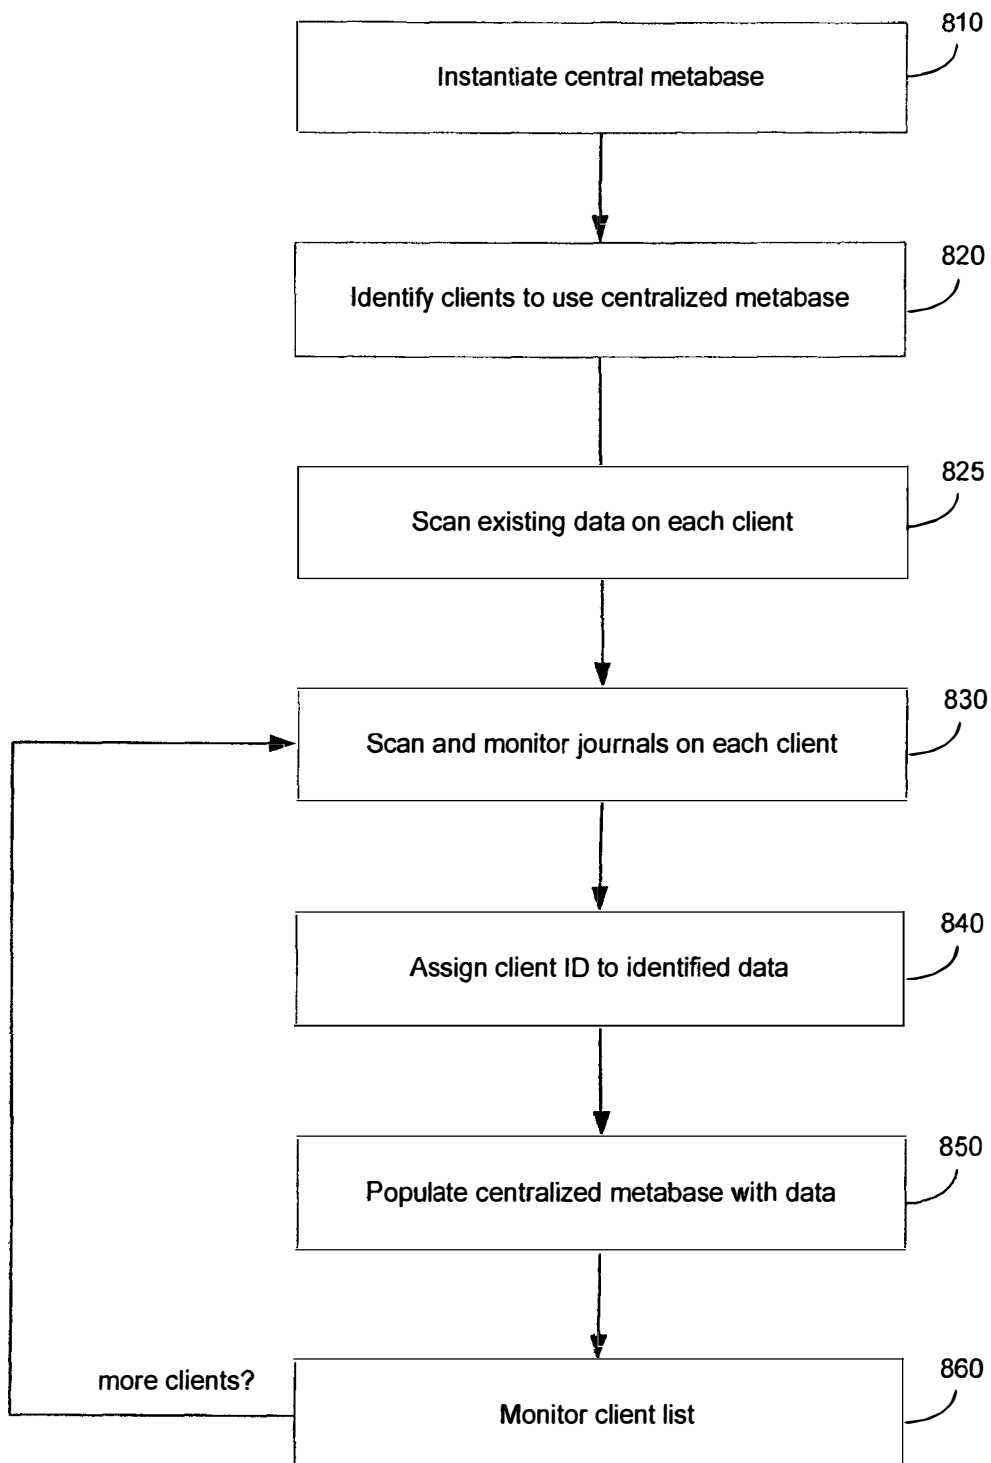 810
Instantiate central metabase
820
Identify clients to use centralized metabase
825
Scan existing data on each client
830
Scan and monitor journals on each client
840
Assign client ID to identified data
850
Populate centralized metabase with data
860
more clients?
Monitor client list